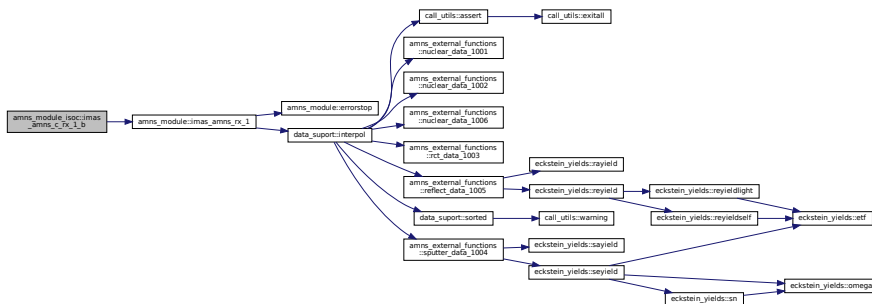 amns_module_isoc::imas
_amns_c_rx_1_b
amns_module::imas_amns_rx_1
amns_module::errorstop
data_suport::interpol
call_utils::assert
call_utils::exitall
amns_external_functions
::nuclear_data_1001
amns_external_functions
::nuclear_data_1002
amns_external_functions
::nuclear_data_1006
amns_external_functions
::rct_data_1003
amns_external_functions
::reflect_data_1005
eckstein_yields::rayield
eckstein_yields::reyield
eckstein_yields::reyieldlight
eckstein_yields::reyieldself
eckstein_yields::etf
data_suport::sorted
call_utils::warning
amns_external_functions
::sputter_data_1004
eckstein_yields::sayield
eckstein_yields::seyield
eckstein_yields::sn
eckstein_yields::omega